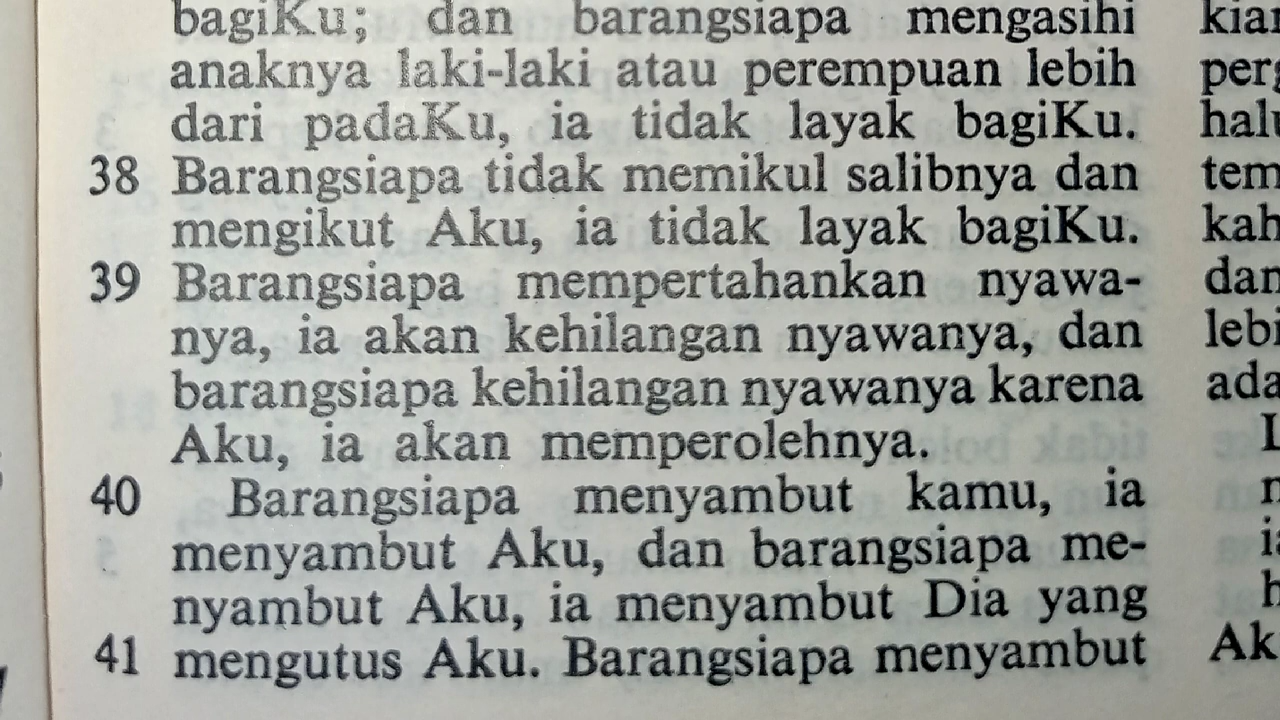 bagiKu; dan barangsiapa mengasihi
anaknya laki-laki atau perempuan lebih
dari padaKu, ia tidak layak bagiKu.
38 Barangsiapa tidak memikul salibnya dan
mengikut Aku, ia tidak layak bagiKu.
39 Barangsiapa mempertahankan nyawa-
nya, ia akan kehilangan nyawanya, dan
barangsiapa kehilangan nyawanya karena
Aku, ia akan memperolehnya.
40 Barangsiapa menyambut kamu, ia
menyambut Aku, dan barangsiapa me-
nyambut Aku, ia menyambut Dia yang
41 mengutus Aku. Barangsiapa menyambut